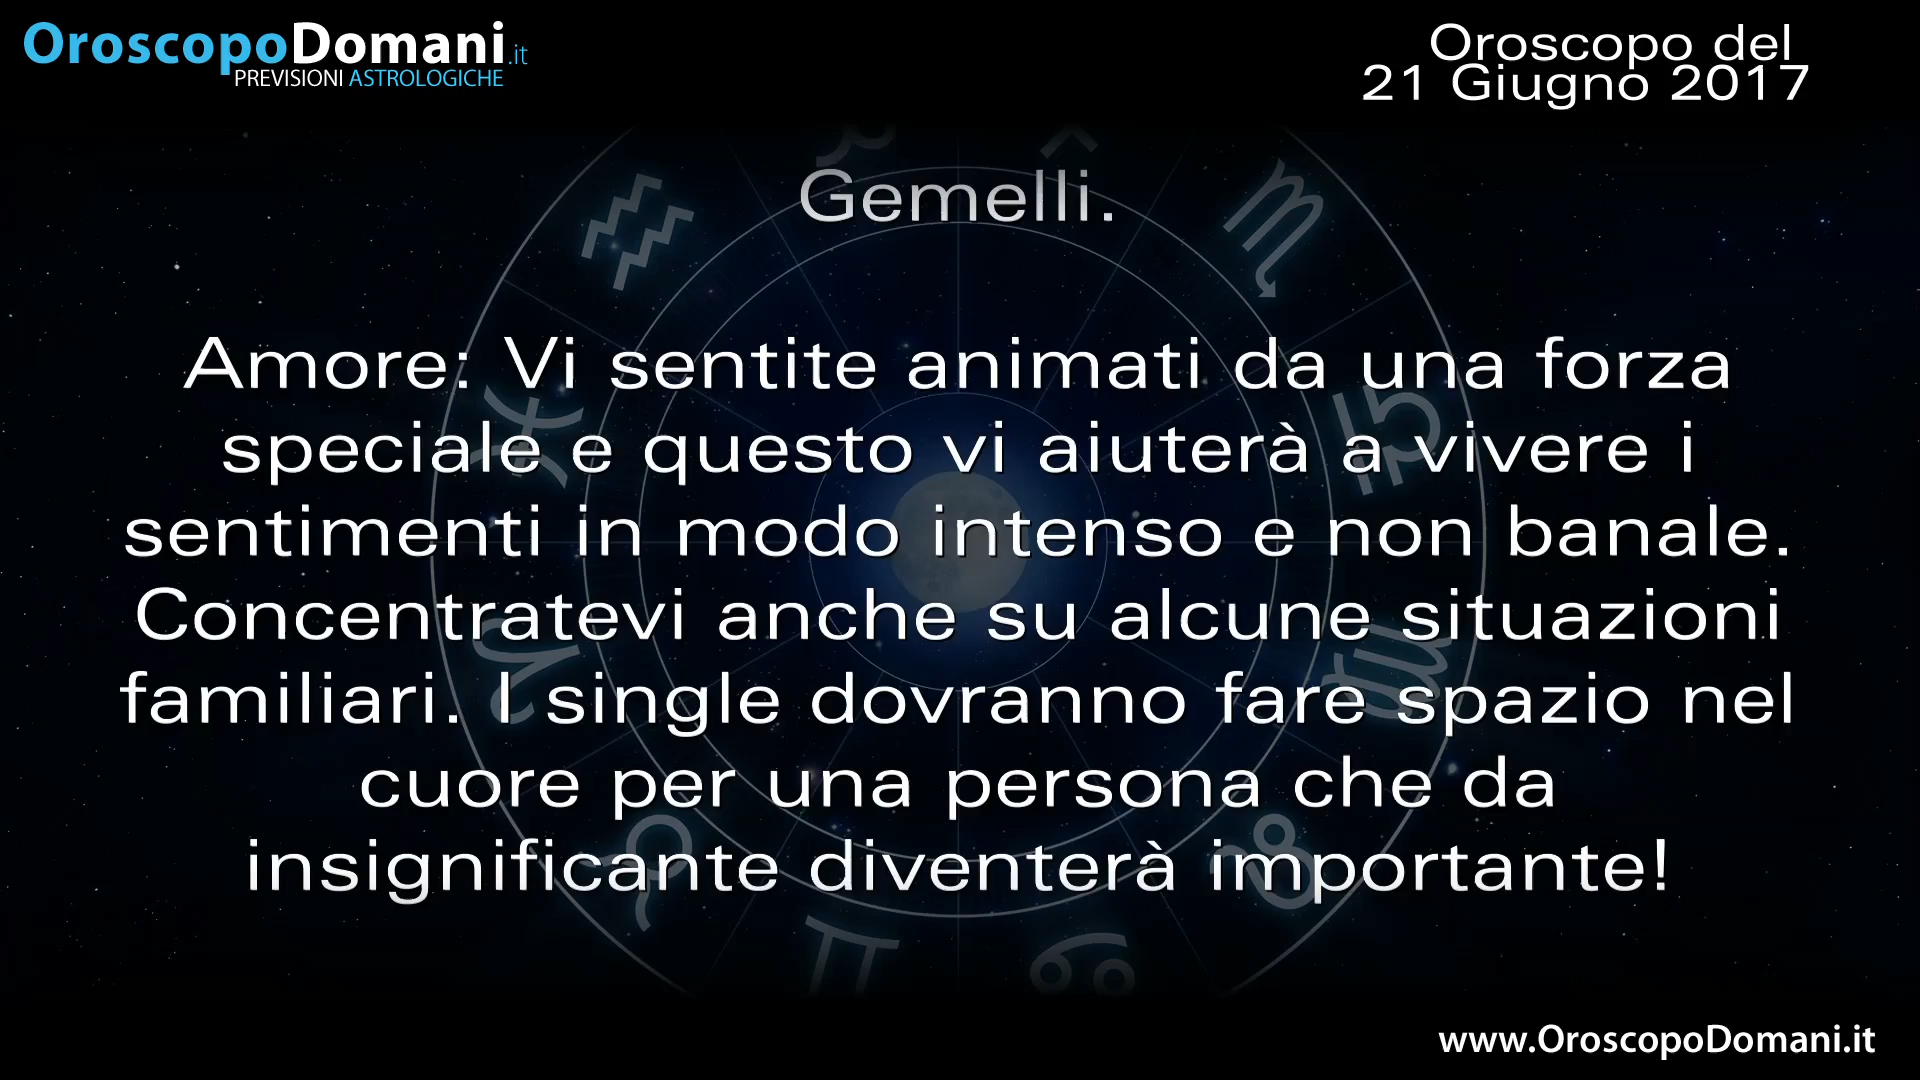 OroscopoDomani.it
PREVISIONI ASTROLOGICHE
Oroscopo del
21 Giugno 2017
Gemelli.
Amore: Vi sentite animati da una forza
speciale e questo vi aiuterà a vivere i
sentimenti in modo intenso e non banale.
Concentratevi anche su alcune situazioni
familiari. I single dovranno fare spazio nel
cuore per una persona che da
insignificante diventerà importante!
www.OroscopoDomani.it